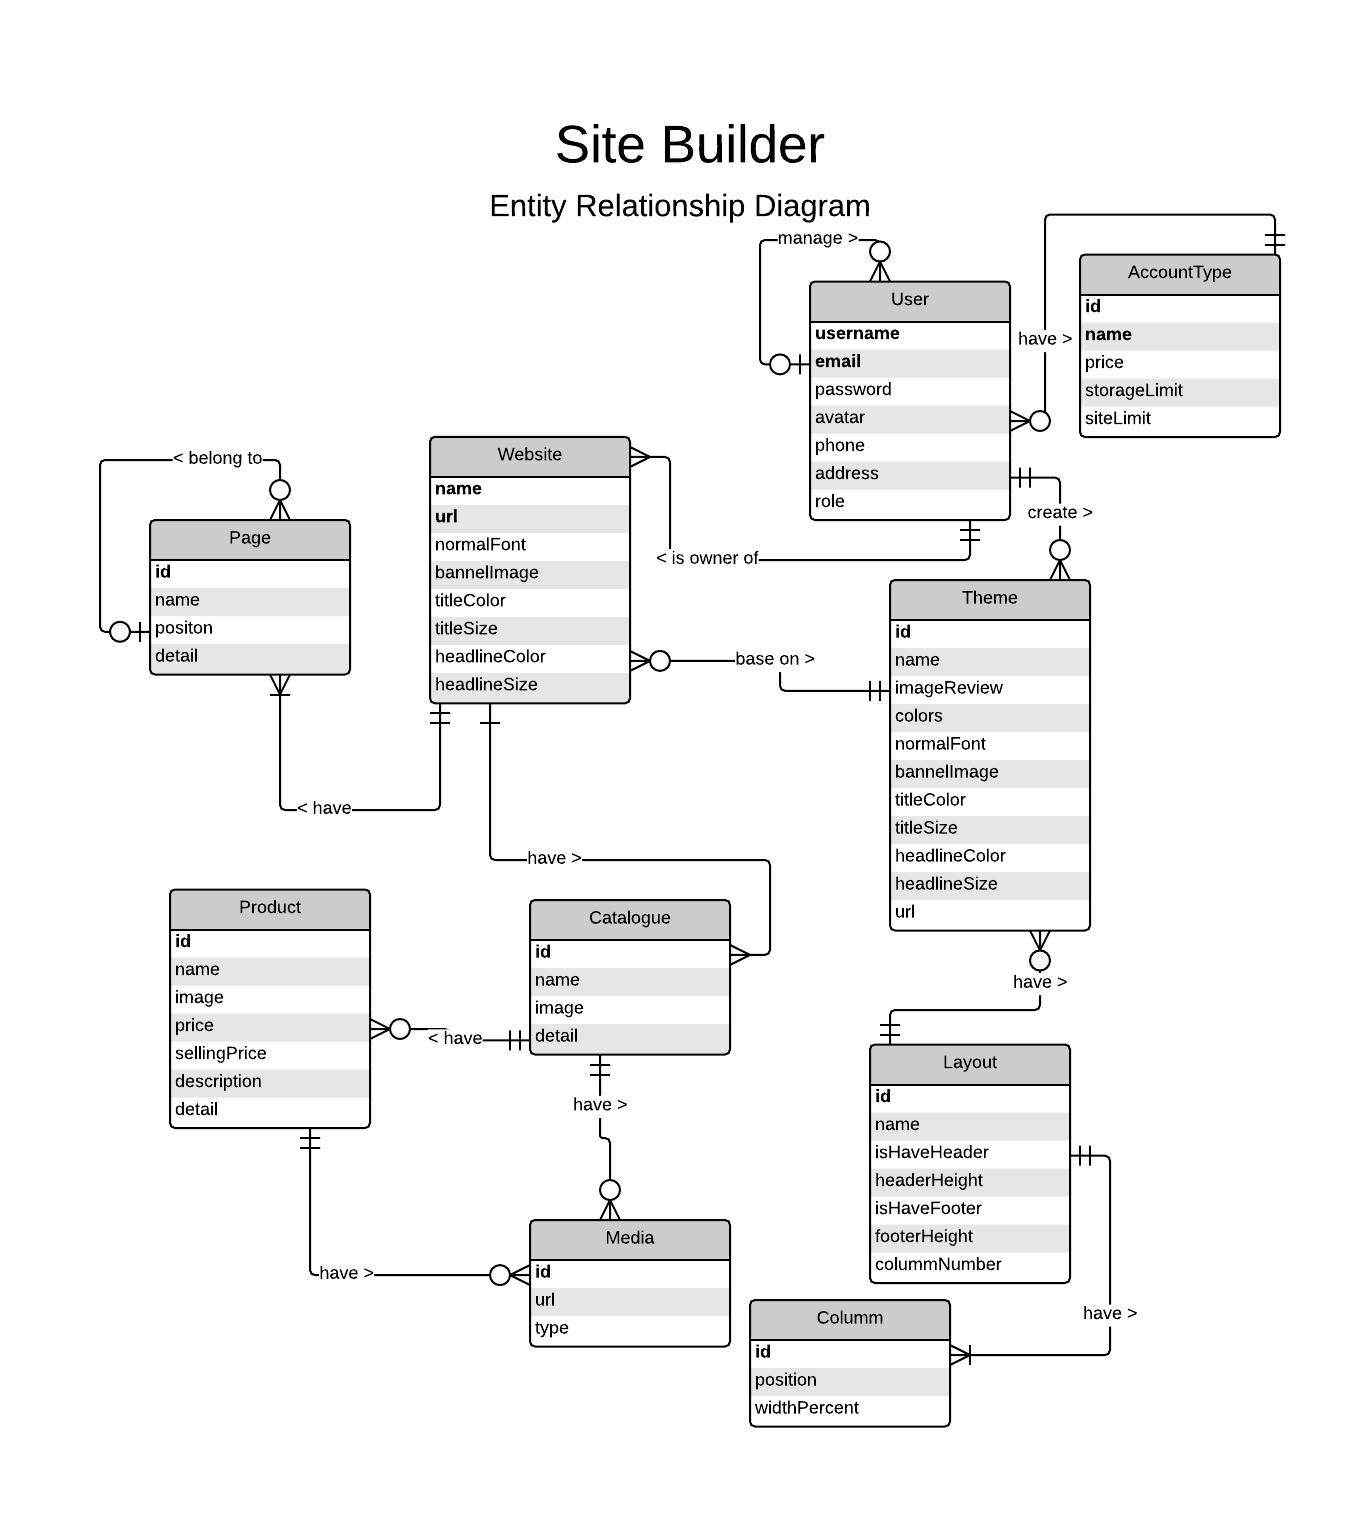 Site Builder
Entity Relationship Diagram
manage >
User
username
email
password
avatar
phone
address
role
have >
AccountType
id
name
price
storageLimit
siteLimit
< belong to
Page
id
name
positon
detail
Website
name
url
normalFont
bannelImage
titleColor
titleSize
headlineColor
headlineSize
< is owner of
create >
base on >
Theme
id
name
imageReview
colors
normalFont
bannelImage
titleColor
titleSize
headlineColor
headlineSize
url
< have
have >
Product
id
name
image
price
sellingPrice
description
detail
Catalogue
id
name
image
detail
< have
have >
have >
Layout
id
name
isHaveHeader
headerHeight
isHaveFooter
footerHeight
colummNumber
have >
Media
id
url
type
have >
Columm
id
position
widthPercent